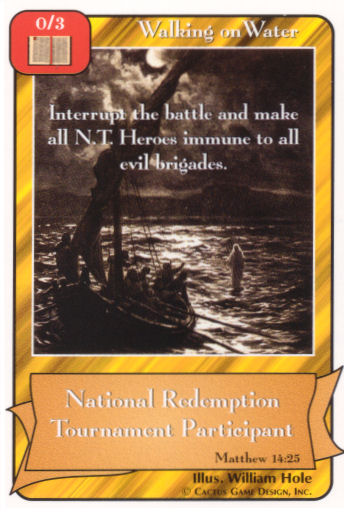 0/3
Walking on Water
Interrupt the battle and make
all N.T. Heroes immune to all
evil brigades.
National Redemption
Tournament Participant
Matthew 14:25
Illus. William Hole
© Cactus Game Design, Inc.